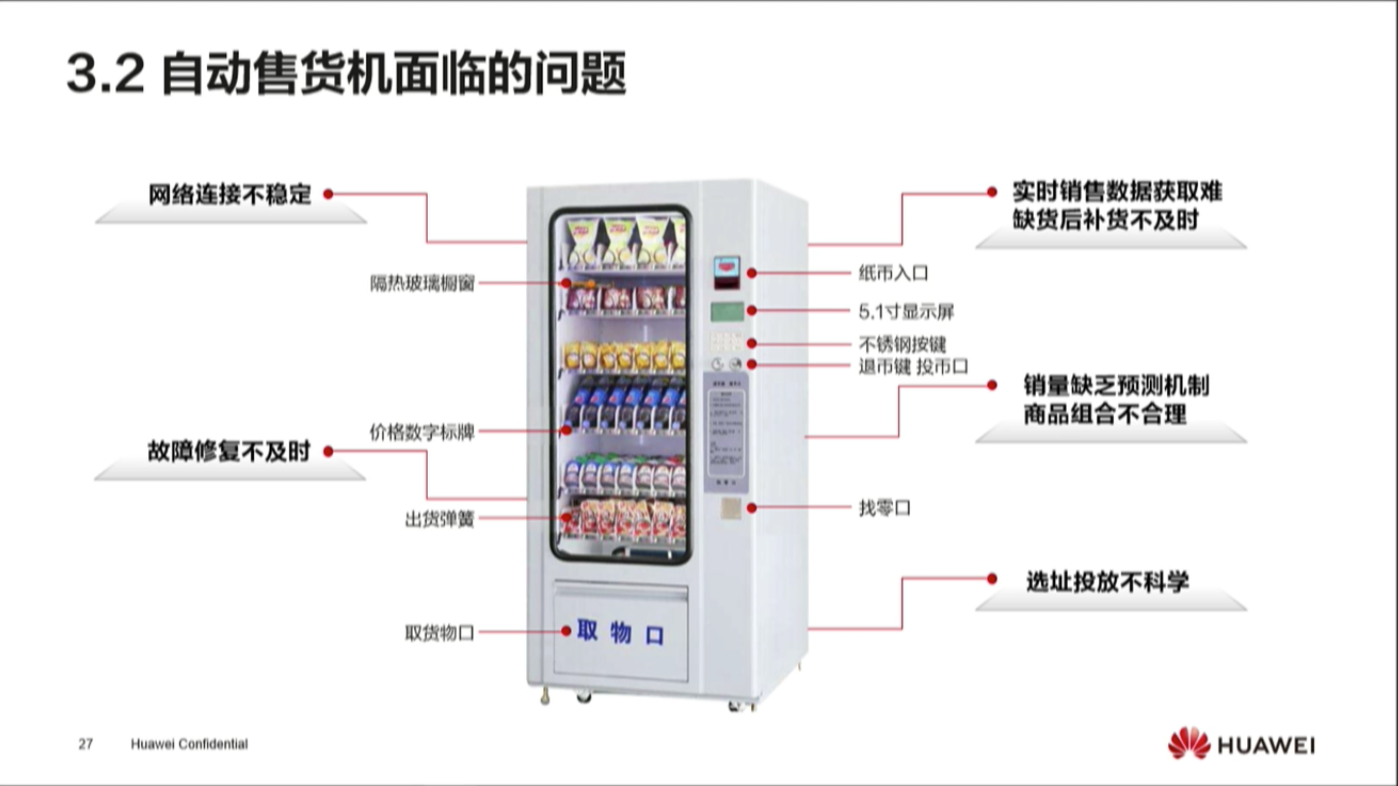 3.2 自动售货机面临的问题
网络连接不稳定
实时销售数据获取难
缺货后补货不及时
隔热玻璃橱窗
纸币入口
5.1寸显示屏
不锈钢按键
退币键 投币口
销量缺乏预测机制
商品组合不合理
价格数字标牌
故障修复不及时
找零口
出货弹簧
选址投放不科学
取货物口
取物口
27
Huawei Confidential
HUAWEI